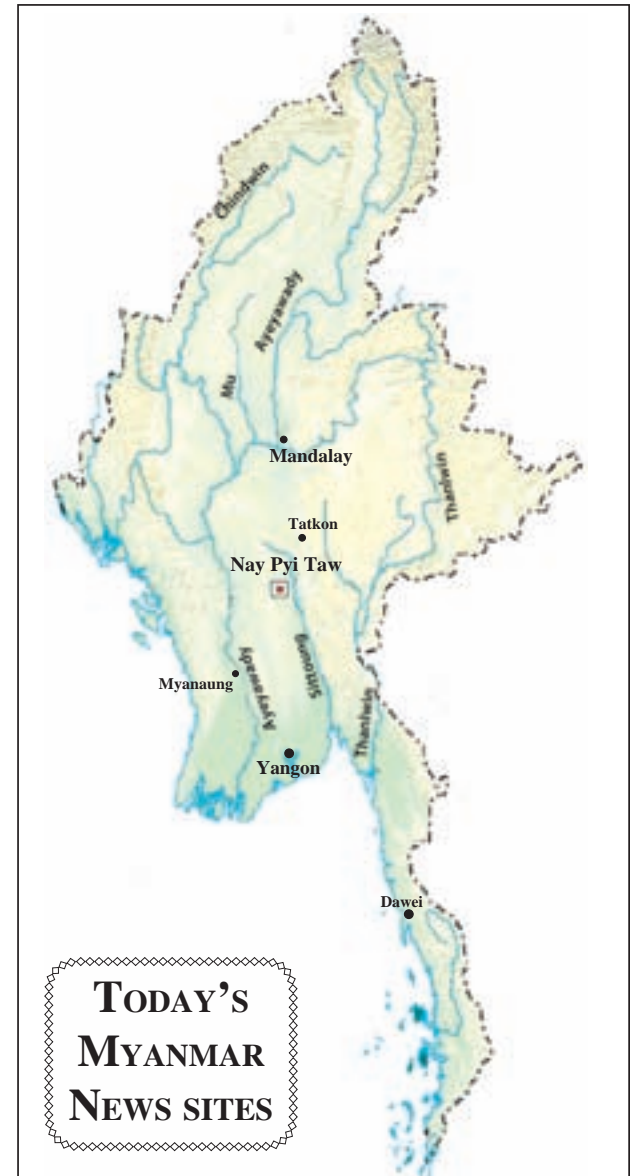 Chindwin
Ayeyawady
Mu
Mandalay
Thanlwin
Tatkon
Nay Pyi Taw
Sittoung
Myanaung
Ayeyawady
Thanlwin
Yangon
Dawei
TODAY'S
MYANMAR
NEWS SITES